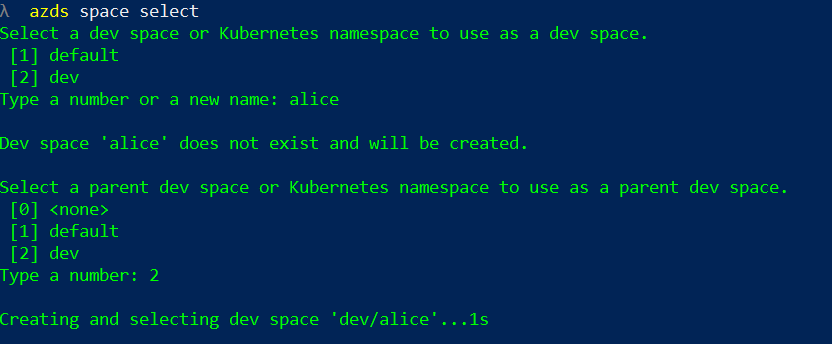 λ azds space select
Select a dev space or Kubernetes namespace to use as a dev space.
[1] default
[2] dev
Type a number or a new name: alice
Dev space 'alice' does not exist and will be created.
Select a parent dev space or Kubernetes namespace to use as a parent dev space.
[0] <none>
[1] default
[2] dev
Type a number: 2
Creating and selecting dev space 'dev/alice'...1s